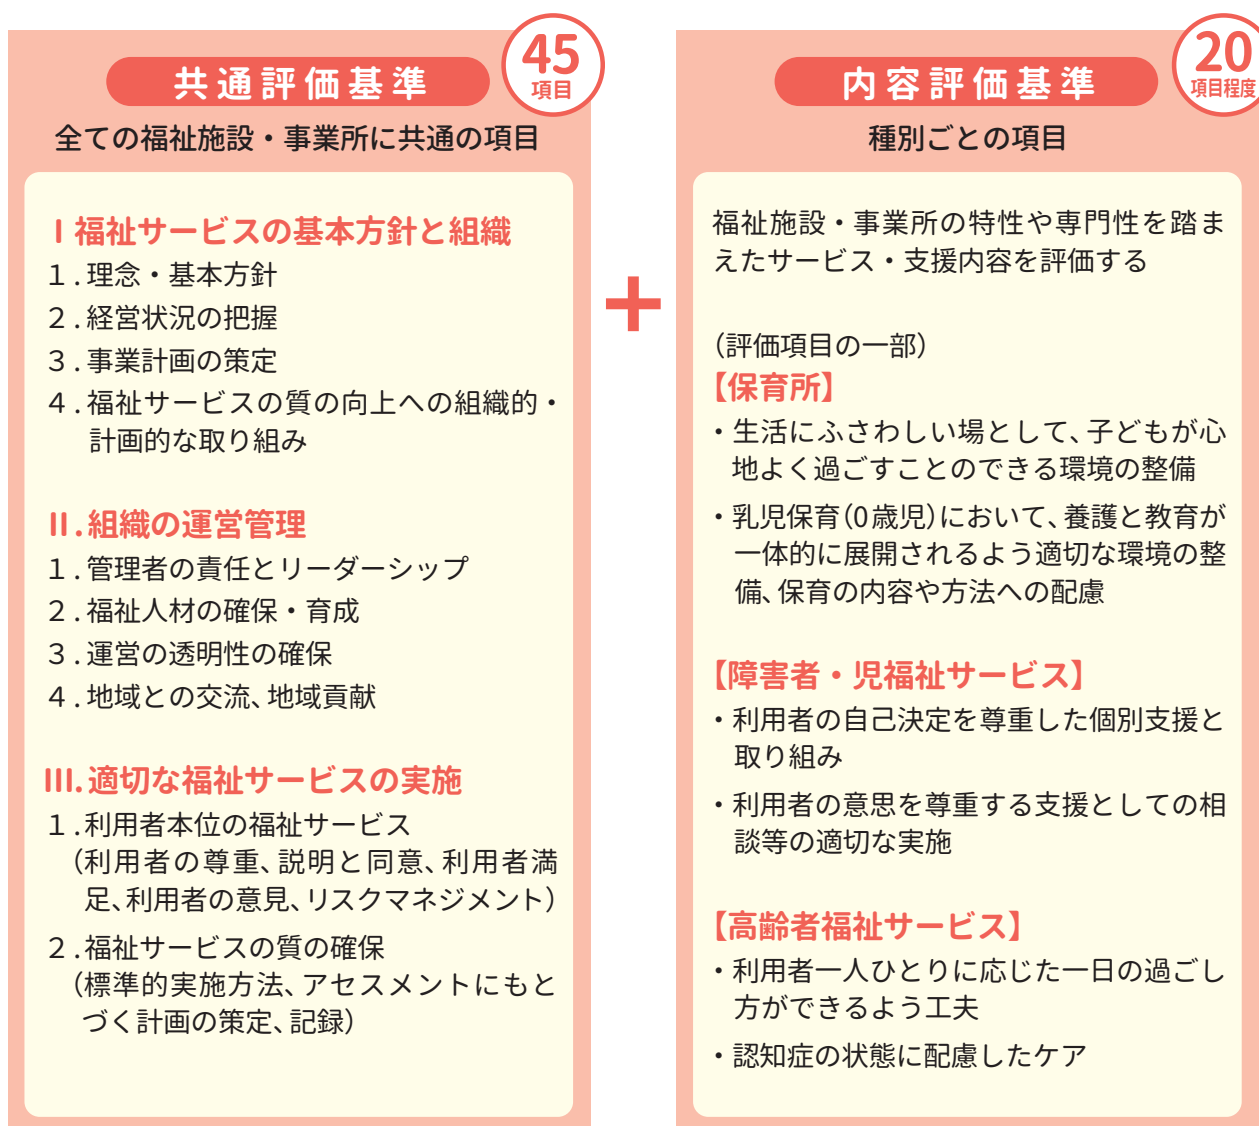 共通評価基準
45
項目
全ての福祉施設・事業所に共通の項目
Ⅰ福祉サービスの基本方針と組織
１.理念・基本方針
２.経営状況の把握
３.事業計画の策定
４.福祉サービスの質の向上への組織的・
計画的な取り組み
Ⅱ.組織の運営管理
１.管理者の責任とリーダーシップ
２.福祉人材の確保・育成
３.運営の透明性の確保
４.地域との交流、地域貢献
Ⅲ.適切な福祉サービスの実施
１.利用者本位の福祉サービス
（利用者の尊重、説明と同意、利用者満
足、利用者の意見、リスクマネジメント）
２.福祉サービスの質の確保
（標準的実施方法、アセスメントにもと
づく計画の策定、記録）
+
内容評価基準
20
項目程度
種別ごとの項目
福祉施設・事業所の特性や専門性を踏ま
えたサービス・支援内容を評価する
（評価項目の一部）
【保育所】
・生活にふさわしい場として、子どもが心
地よく過ごすことのできる環境の整備
・乳児保育（0歳児）において、養護と教育が
一体的に展開されるよう適切な環境の整
備、保育の内容や方法への配慮
【障害者・児福祉サービス】
・利用者の自己決定を尊重した個別支援と
取り組み
・利用者の意思を尊重する支援としての相
談等の適切な実施
【高齢者福祉サービス】
・利用者一人ひとりに応じた一日の過ごし
方ができるよう工夫
・認知症の状態に配慮したケア